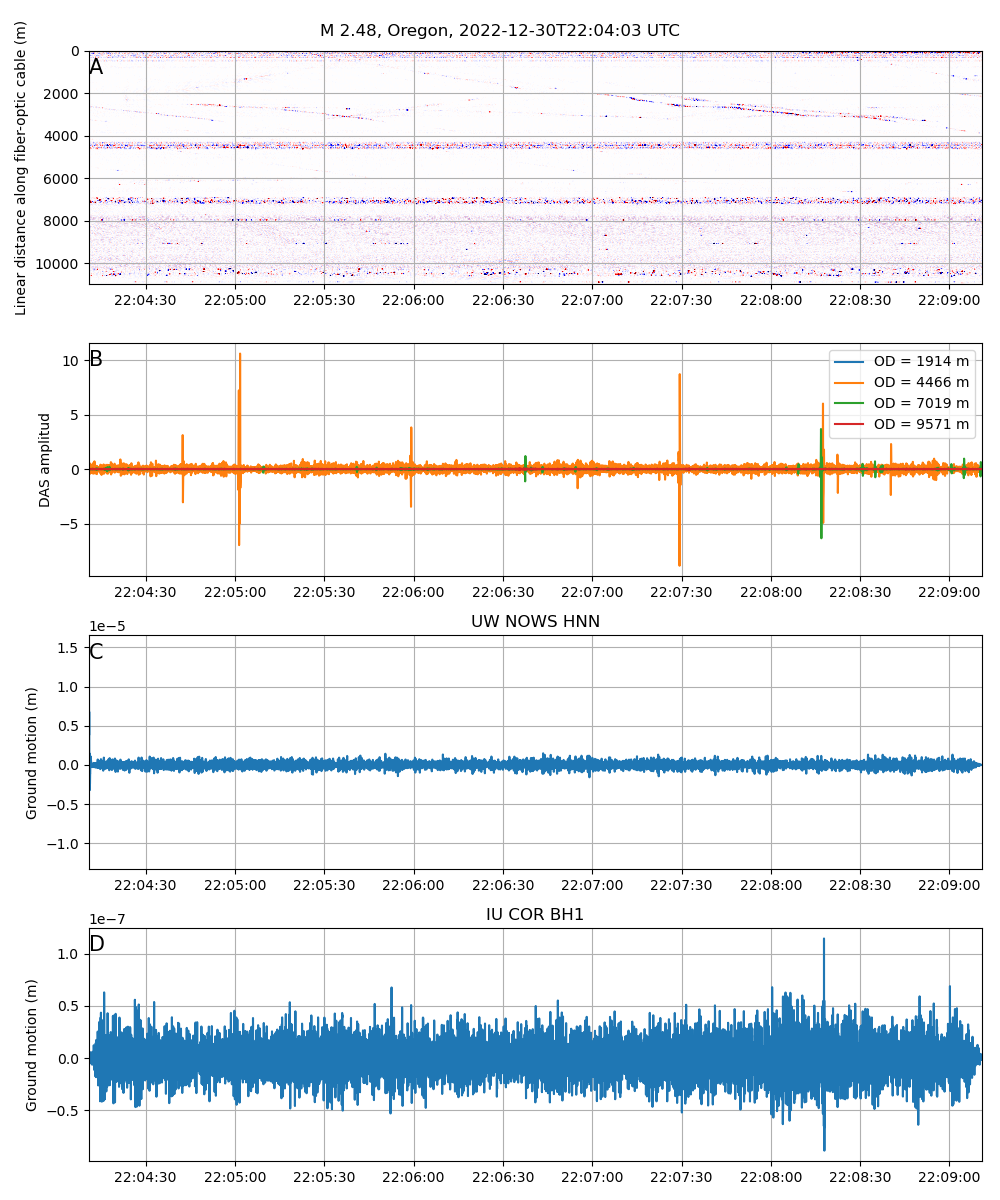 M 2.48, Oregon, 2022-12-30T22:04:03 UTC
A
Linear distance along fiber-optic cable (m)
0
2000
4000
6000
8000
10000
22:04:30 22:05:00 22:05:30 22:06:00 22:06:30 22:07:00 22:07:30 22:08:00 22:08:30 22:09:00
B
DAS amplitud
10
5
0
−5
OD = 1914 m
OD = 4466 m
OD = 7019 m
OD = 9571 m
22:04:30 22:05:00 22:05:30 22:06:00 22:06:30 22:07:00 22:07:30 22:08:00 22:08:30 22:09:00
UW NOWS HNN
1e−5
C
Ground motion (m)
1.5
1.0
0.5
0.0
−0.5
−1.0
22:04:30 22:05:00 22:05:30 22:06:00 22:06:30 22:07:00 22:07:30 22:08:00 22:08:30 22:09:00
IU COR BH1
1e−7
D
Ground motion (m)
1.0
0.5
0.0
−0.5
22:04:30 22:05:00 22:05:30 22:06:00 22:06:30 22:07:00 22:07:30 22:08:00 22:08:30 22:09:00